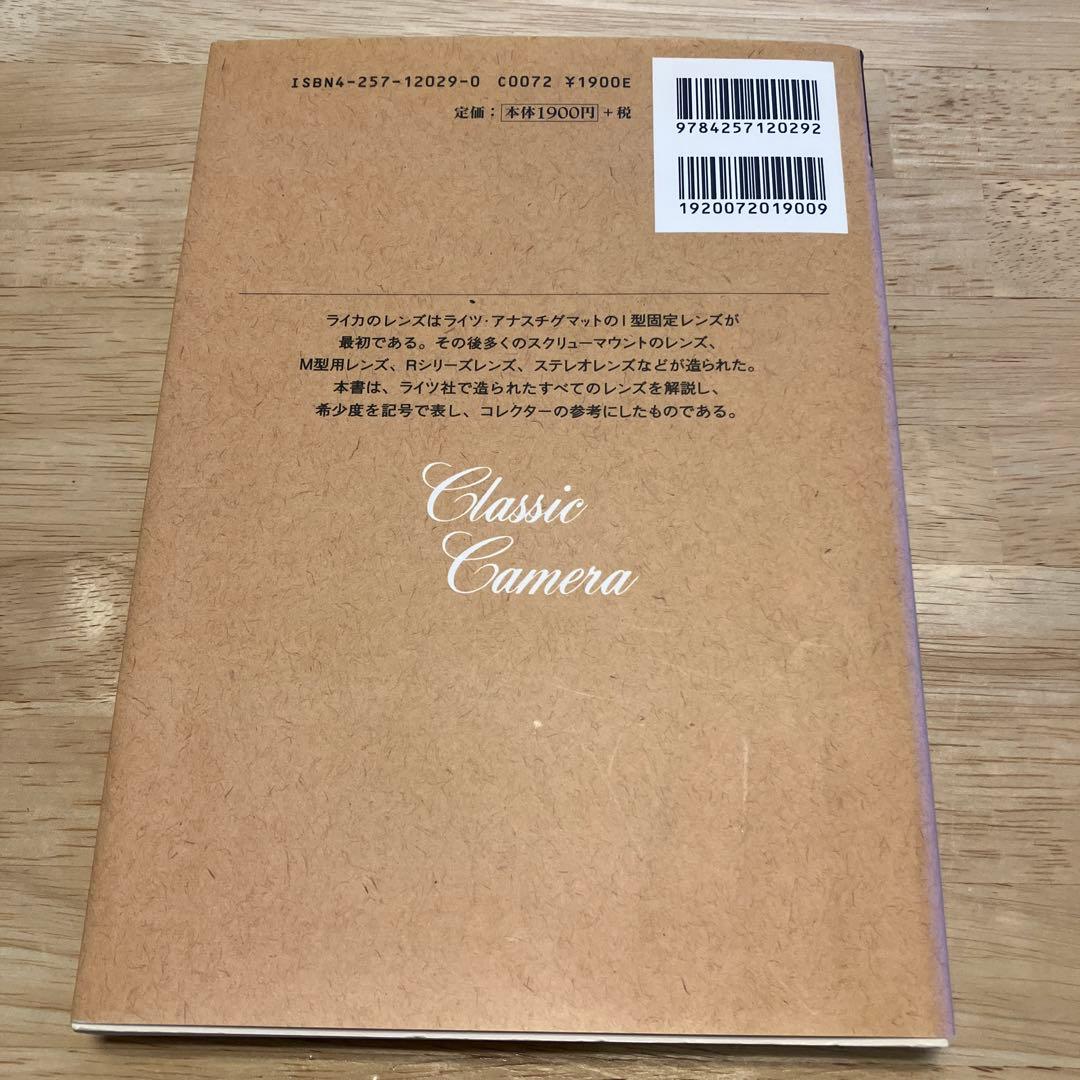 ISBN4-257-12029-0 C0072 ¥1900E
定価：本体1900円+税
9784257120292
1920072019009
ライカのレンズはライツ・アナスチグマットのI型固定レンズが
最初である。その後多くのスクリューマウントのレンズ、
M型用レンズ、Rシリーズレンズ、ステレオレンズなどが造られた。
本書は、ライツ社で造られたすべてのレンズを解説し、
希少度を記号で表し、コレクターの参考にしたものである。
Classic
Camera